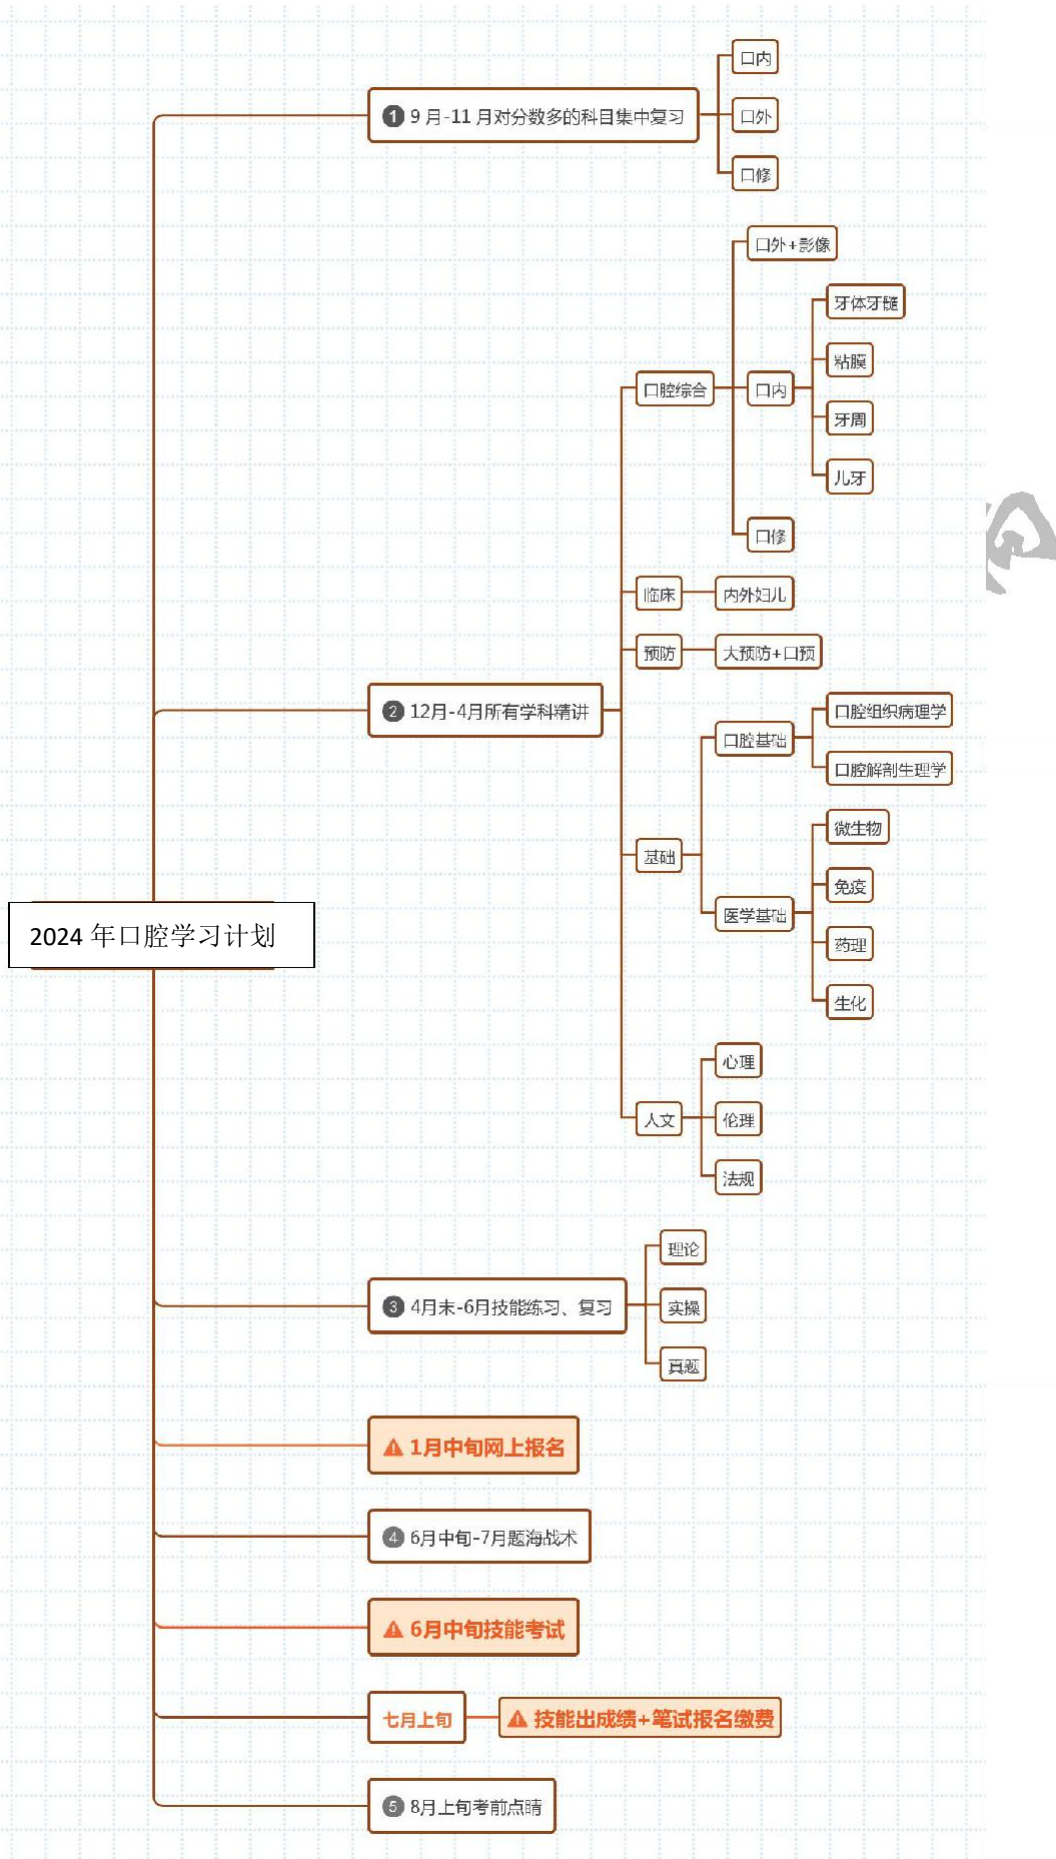 口内
① 9 月-11 月对分数多的科目集中复习
口外
口修
口外+影像
牙体牙髓
粘膜
口腔综合
口内
牙周
儿牙
口修
临床
内外妇儿
预防
大预防+口预
② 12月-4月所有学科精讲
口腔组织病理学
口腔基础
口腔解剖生理学
微生物
基础
免疫
医学基础
药理
2024 年口腔学习计划
生化
心理
人文
伦理
法规
理论
③ 4月末-6月技能练习、复习
实操
真题
1月中旬网上报名
④ 6月中旬-7月题海战术
6月中旬技能考试
七月上旬
技能出成绩+笔试报名缴费
⑤ 8月上旬考前点睛